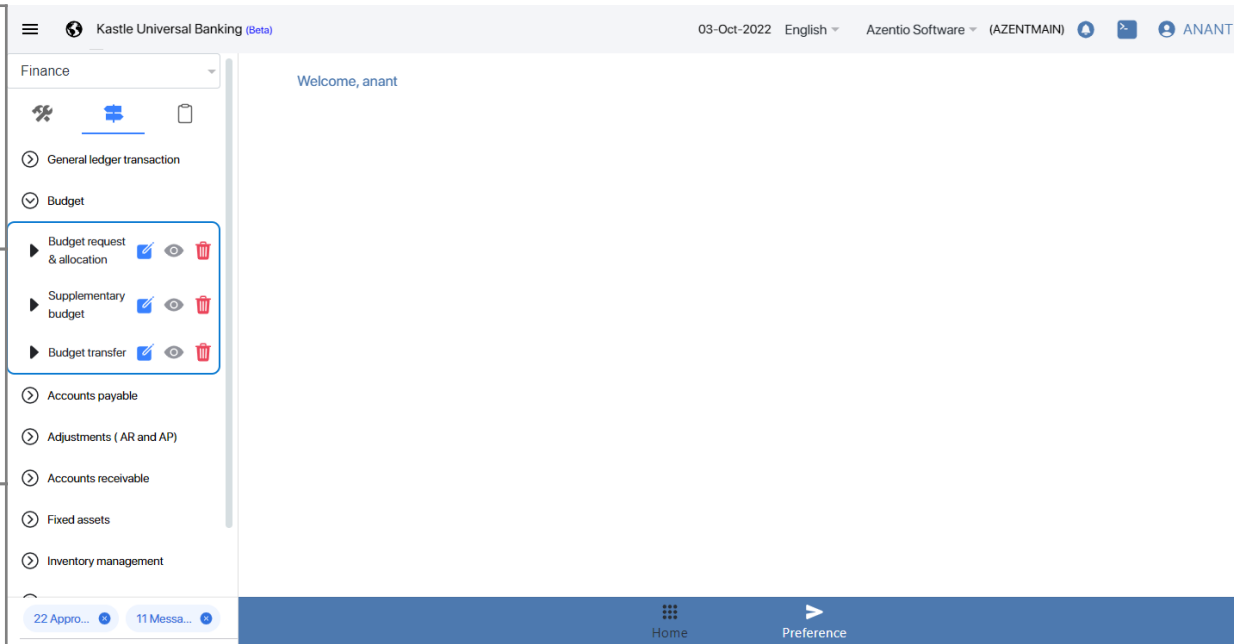 Kastle Universal Banking (Beta)
03-Oct-2022 English Azentio Software (AZENTMAIN) ANANT
Finance
Welcome, anant
General ledger transaction
Budget
Budget request
& allocation
Supplementary
budget
Budget transfer
Accounts payable
Adjustments ( AR and AP)
Accounts receivable
Fixed assets
Inventory management
22 Appro... 11 Messa...
Home Preference